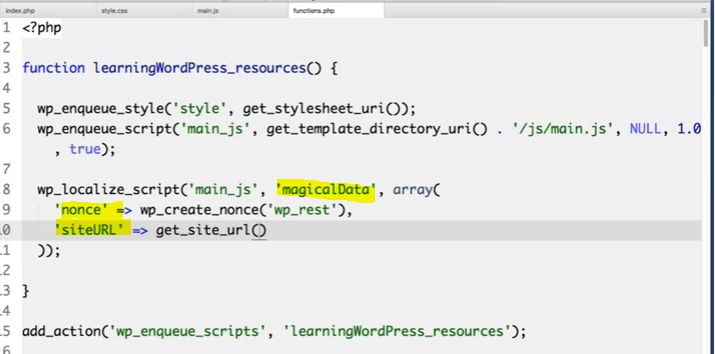 index.php style.css main.js functions.php
1 <?php
2
3 function learningWordPress_resources() {
4
5 wp_enqueue_style('style', get_stylesheet_uri());
6 wp_enqueue_script('main_js', get_template_directory_uri() . '/js/main.js', NULL, 1.0
, true);
7
8 wp_localize_script('main_js', 'magicalData', array(
9 'nonce' => wp_create_nonce('wp_rest'),
0 'siteURL' => get_site_url()
1 ));
2
3 }
4
5 add_action('wp_enqueue_scripts', 'learningWordPress_resources');
6